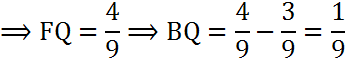 ⟹ FQ = 4/9 ⟹ BQ = 4/9 − 3/9 = 1/9